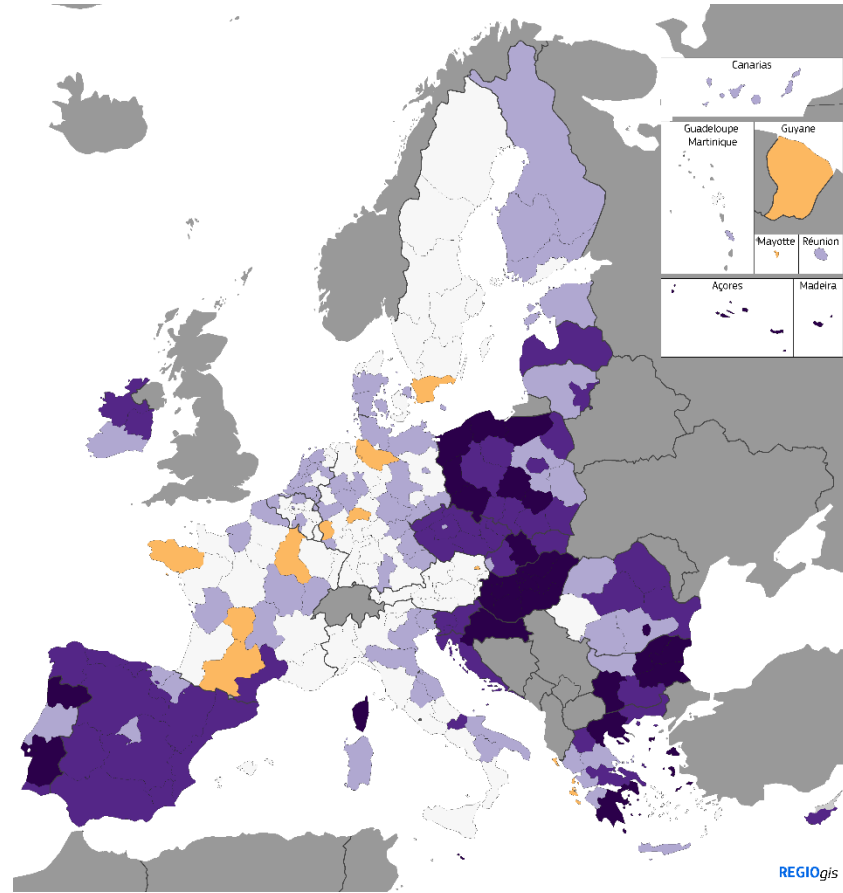 Canarias
Guadeloupe
Martinique
Guyane
Mayotte
Réunion
Açores
Madeira
REGIOgis